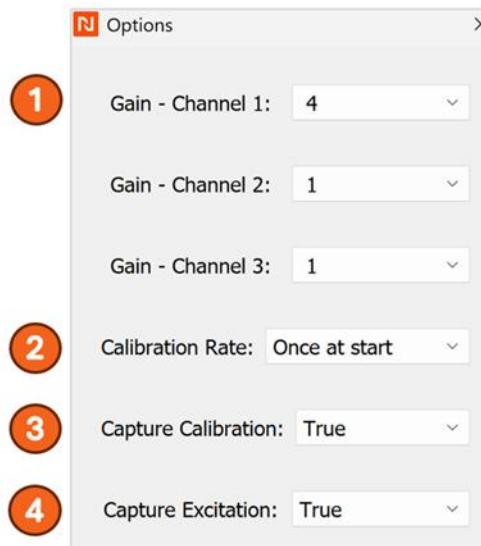 Options
1 Gain - Channel 1: 4
Gain - Channel 2: 1
Gain - Channel 3: 1
2 Calibration Rate: Once at start
3 Capture Calibration: True
4 Capture Excitation: True